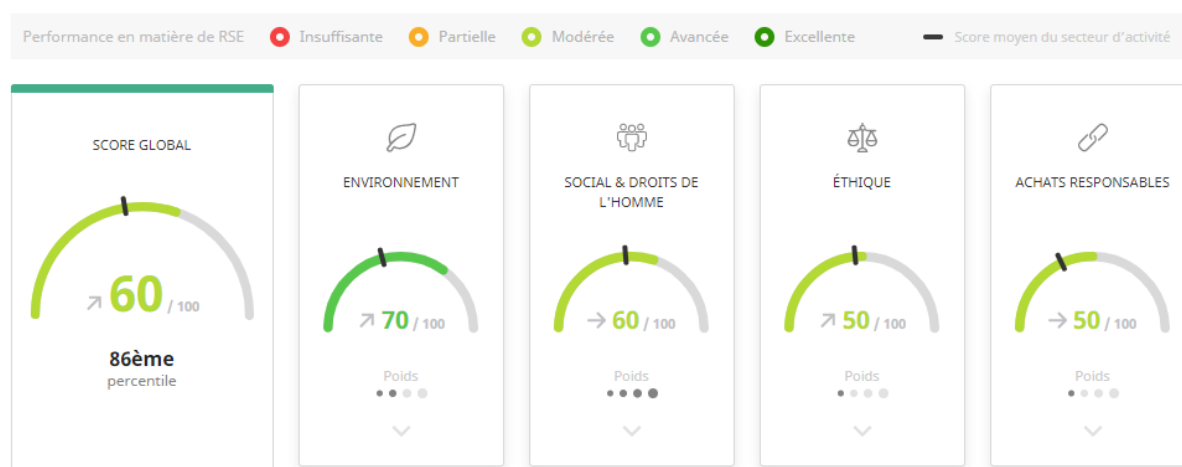 Performance en matière de RSE Insuffisante Partielle Modérée Avancée Excellente Score moyen du secteur d'activité
SCORE GLOBAL
60 / 100
86ème
percentile
ENVIRONNEMENT
70 / 100
Poids
SOCIAL & DROITS DE
L'HOMME
60 / 100
Poids
ÉTHIQUE
50 / 100
Poids
ACHATS RESPONSABLES
50 / 100
Poids